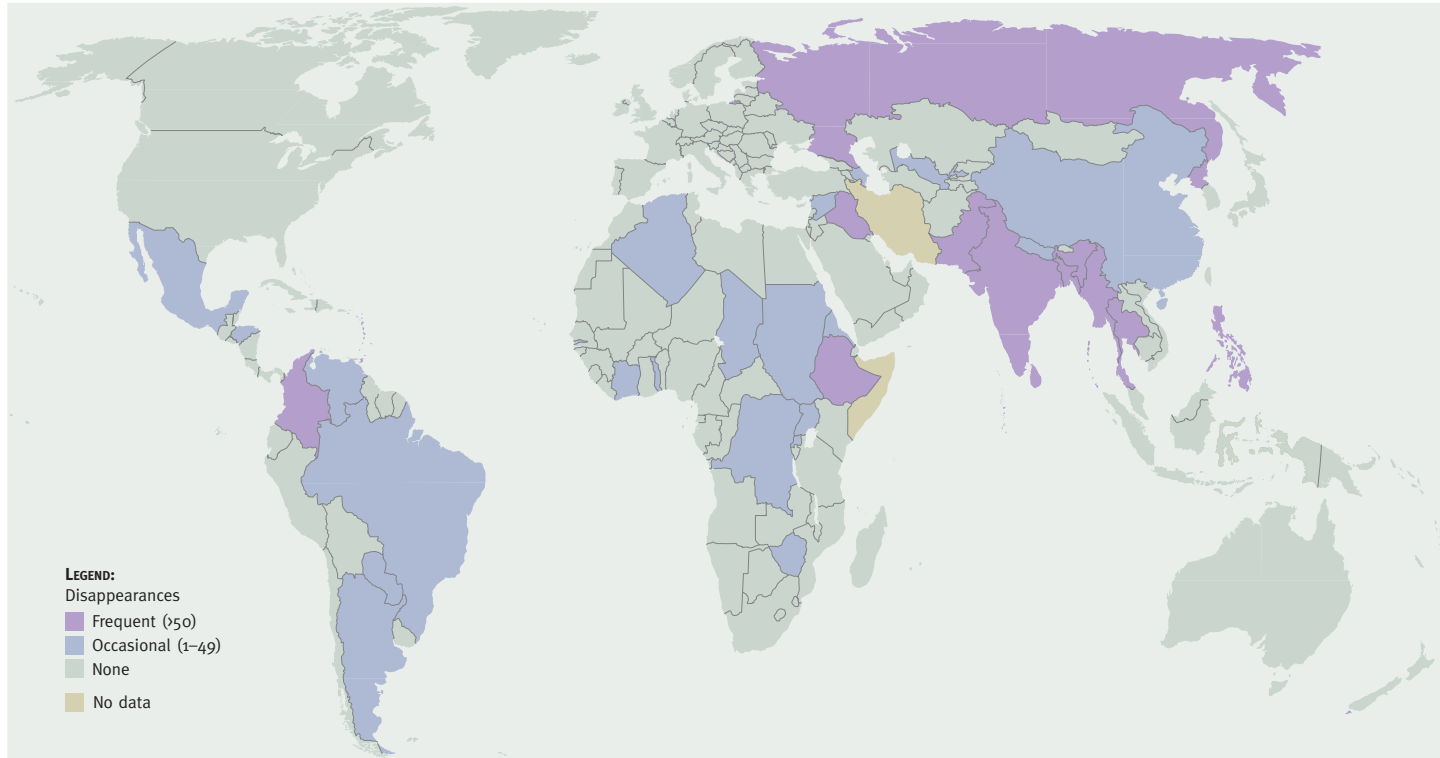 LEGEND:
Disappearances
Frequent (>50)
Occasional (1–49)
None
No data